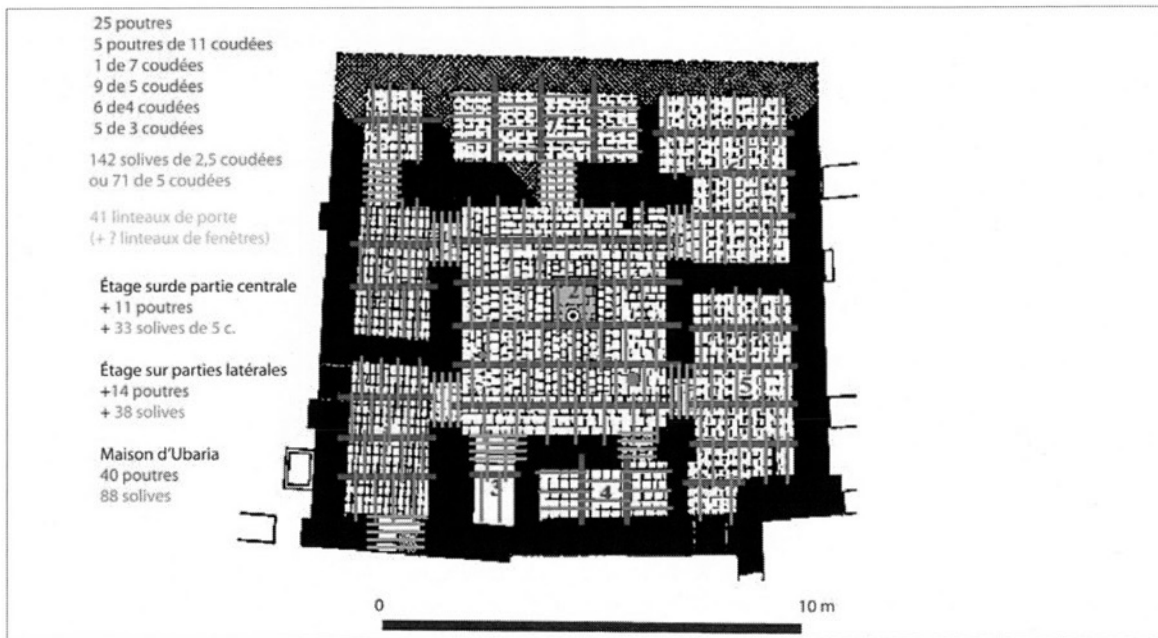 25 poutres
5 poutres de 11 coudées
1 de 7 coudées
9 de 5 coudées
6 de4 coudées
5 de 3 coudées
142 solives de 2,5 coudées
ou 71 de 5 coudées
41 linteaux de porte
(+ ? linteaux de fenêtres)
Étage surde partie centrale
+ 11 poutres
+ 33 solives de 5 c.
Étage sur parties latérales
+14 poutres
+ 38 solives
Maison d'Ubaria
40 poutres
88 solives
7
9
2
5
3
4
0
10 m